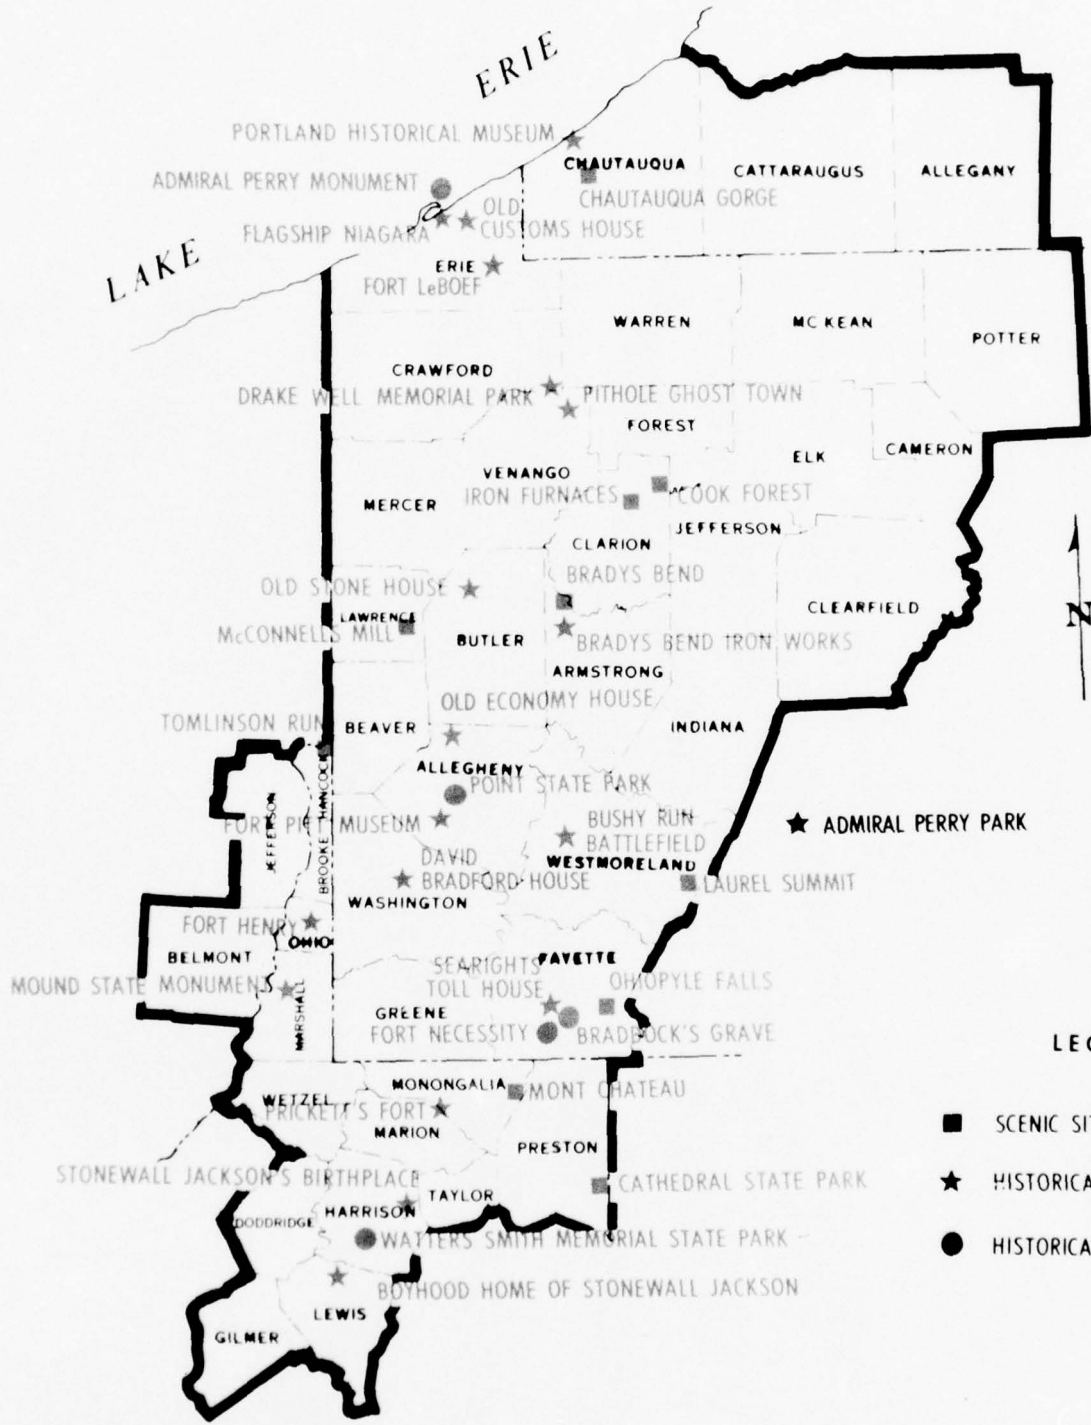 ERIE
LAKE
PORTLAND HISTORICAL MUSEUM
CHAUTAUQUA
CATTARAUGUS
ALLEGANY
ADMIRAL PERRY MONUMENT
CHAUTAUQUA GORGE
OLD
CUSTOMS HOUSE
FLAGSHIP NIAGARA
ERIE
FORT LeBOEF
WARREN
MC KEAN
POTTER
CRAWFORD
DRAKE WELL MEMORIAL PARK
PITHOLE GHOST TOWN
FOREST
ELK
CAMERON
VENANGO
MERCER
IRON FURNACES
COOK FOREST
JEFFERSON
CLARION
OLD STONE HOUSE
BRADYS BEND
CLEARFIELD
LAWRENCE
McCONNELLS MILL
BUTLER
BRADYS BEND IRON WORKS
ARMSTRONG
OLD ECONOMY HOUSE
TOMLINSON RUN
BEAVER
INDIANA
N
ALLEGHENY
POINT STATE PARK
HANCOCK
JEFFERSON
BROOKE
FORT PITT MUSEUM
BUSHY RUN
BATTLEFIELD
ADMIRAL PERRY PARK
DAVID
BRADFORD HOUSE
WESTMORELAND
LAUREL SUMMIT
WASHINGTON
FORT HENRY
OHIO
BELMONT
MOUND STATE MONUMENT
MARSHALL
SEARIGHTS
TOLL HOUSE
FAYETTE
OHIOPYLE FALLS
GREENE
FORT NECESSITY
BRADDOCK'S GRAVE
WETZEL
MONONGALIA
MONT CHATEAU
PRICKETT'S FORT
MARION
PRESTON
STONEWALL JACKSON'S BIRTHPLACE
TAYLOR
CATHEDRAL STATE PARK
DODDRIDGE
HARRISON
WATTERS SMITH MEMORIAL STATE PARK
BOYHOOD HOME OF STONEWALL JACKSON
LEWIS
GILMER
LEG
SCENIC SIT
HISTORICA
HISTORICA